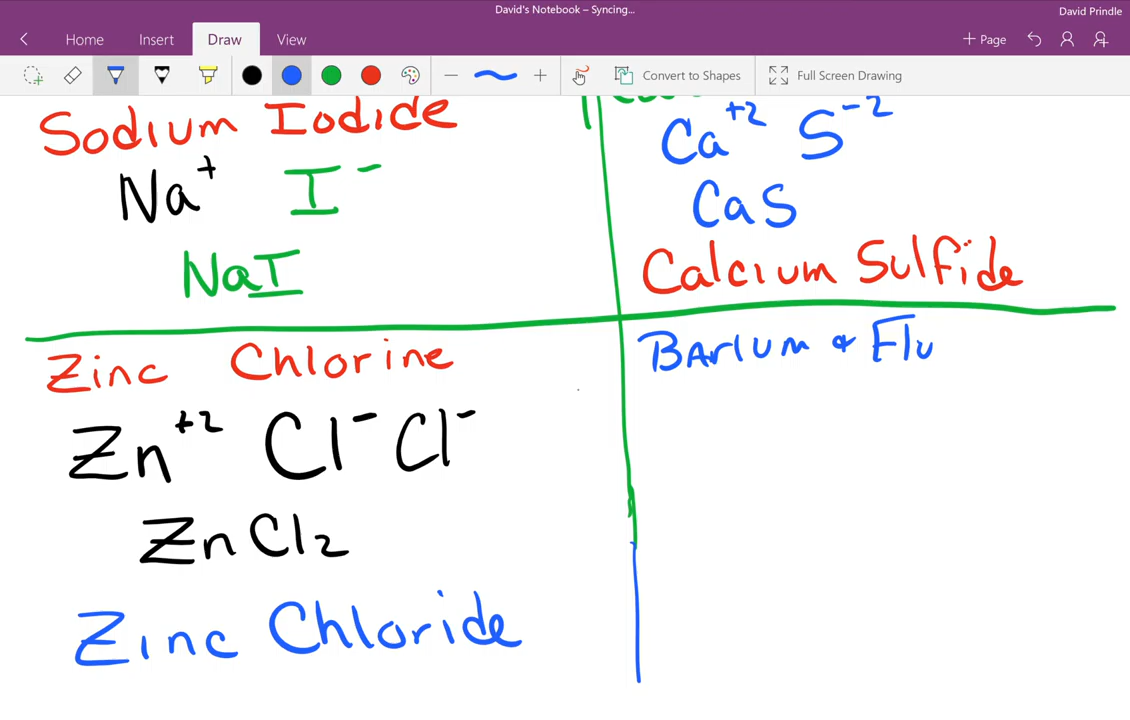 David's Notebook – Syncing...
David Prindle
Home Insert Draw View
+ Page
Convert to Shapes
Full Screen Drawing
Sodium Iodide
Na+ I-
NaI
Ca+2 S-2
CaS
Calcium Sulfide
Zinc Chlorine
Zn+2 Cl- Cl-
ZnCl2
Zinc Chloride
Barium & Flu